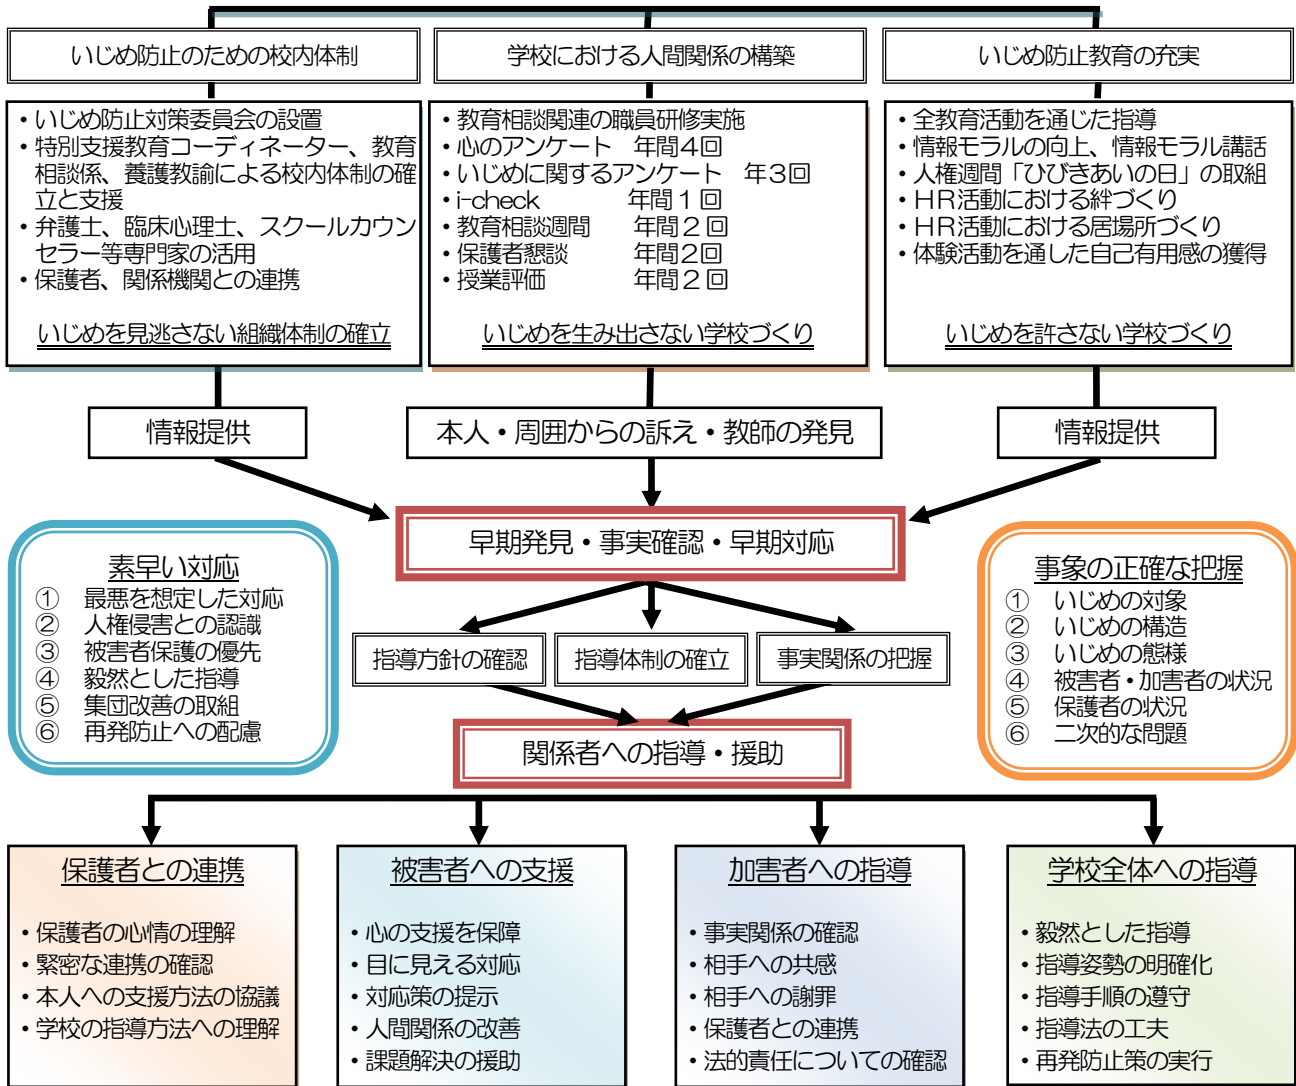 いじめ防止のための校内体制
学校における人間関係の構築
いじめ防止教育の充実
・いじめ防止対策委員会の設置
・特別支援教育コーディネーター、教育
相談係、養護教諭による校内体制の確
立と支援
・弁護士、臨床心理士、スクールカウン
セラー等専門家の活用
・保護者、関係機関との連携
いじめを見逃さない組織体制の確立
・教育相談関連の職員研修実施
・心のアンケート 年間４回
・いじめに関するアンケート 年３回
・i-check 年間１回
・教育相談週間 年間２回
・保護者懇談 年間２回
・授業評価 年間２回
いじめを生み出さない学校づくり
・全教育活動を通じた指導
・情報モラルの向上、情報モラル講話
・人権週間「ひびきあいの日」の取組
・ＨＲ活動における絆づくり
・ＨＲ活動における居場所づくり
・体験活動を通した自己有用感の獲得
いじめを許さない学校づくり
情報提供
本人・周囲からの訴え・教師の発見
情報提供
早期発見・事実確認・早期対応
素早い対応
① 最悪を想定した対応
② 人権侵害との認識
③ 被害者保護の優先
④ 毅然とした指導
⑤ 集団改善の取組
⑥ 再発防止への配慮
指導方針の確認
指導体制の確立
事実関係の把握
事象の正確な把握
① いじめの対象
② いじめの構造
③ いじめの態様
④ 被害者・加害者の状況
⑤ 保護者の状況
⑥ 二次的な問題
関係者への指導・援助
保護者との連携
・保護者の心情の理解
・緊密な連携の確認
・本人への支援方法の協議
・学校の指導方法への理解
被害者への支援
・心の支援を保障
・目に見える対応
・対応策の提示
・人間関係の改善
・課題解決の援助
加害者への指導
・事実関係の確認
・相手への共感
・相手への謝罪
・保護者との連携
・法的責任についての確認
学校全体への指導
・毅然とした指導
・指導姿勢の明確化
・指導手順の遵守
・指導法の工夫
・再発防止策の実行